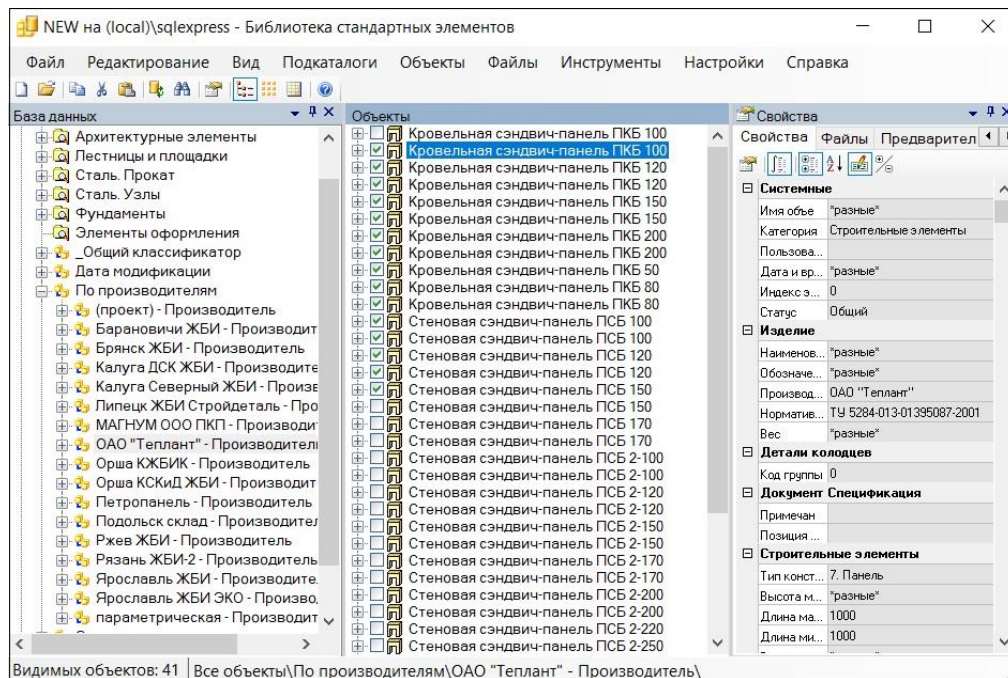 NEW на (local)\sqlexpress - Библиотека стандартных элементов
Файл Редактирование Вид Подкаталоги Объекты Файлы Инструменты Настройки Справка
База данных
Архитектурные элементы
Лестницы и площадки
Сталь. Прокат
Сталь. Узлы
Фундаменты
Элементы оформления
_Общий классификатор
Дата модификации
По производителям
(проект) - Производитель
Барановичи ЖБИ - Производит
Брянск ЖБИ - Производитель
Калуга ДСК ЖБИ - Производите
Калуга Северный ЖБИ - Произв
Липецк ЖБИ Стройдеталь - Про
МАГНУМ ООО ПКП - Производи
ОАО "Теплант" - Производител
Орша КЖБИК - Производитель
Орша КСКиД ЖБИ - Производит
Петропанель - Производитель
Подольск склад - Производител
Ржев ЖБИ - Производитель
Рязань ЖБИ-2 - Производитель
Ярославль ЖБИ - Производите
Ярославль ЖБИ ЭКО - Произво
параметрическая - Производит
Объекты
Кровельная сэндвич-панель ПКБ 100
Кровельная сэндвич-панель ПКБ 100
Кровельная сэндвич-панель ПКБ 120
Кровельная сэндвич-панель ПКБ 120
Кровельная сэндвич-панель ПКБ 150
Кровельная сэндвич-панель ПКБ 150
Кровельная сэндвич-панель ПКБ 200
Кровельная сэндвич-панель ПКБ 200
Кровельная сэндвич-панель ПКБ 50
Кровельная сэндвич-панель ПКБ 80
Кровельная сэндвич-панель ПКБ 80
Стеновая сэндвич-панель ПСБ 100
Стеновая сэндвич-панель ПСБ 100
Стеновая сэндвич-панель ПСБ 120
Стеновая сэндвич-панель ПСБ 120
Стеновая сэндвич-панель ПСБ 150
Стеновая сэндвич-панель ПСБ 150
Стеновая сэндвич-панель ПСБ 170
Стеновая сэндвич-панель ПСБ 170
Стеновая сэндвич-панель ПСБ 2-100
Стеновая сэндвич-панель ПСБ 2-100
Стеновая сэндвич-панель ПСБ 2-120
Стеновая сэндвич-панель ПСБ 2-120
Стеновая сэндвич-панель ПСБ 2-150
Стеновая сэндвич-панель ПСБ 2-150
Стеновая сэндвич-панель ПСБ 2-170
Стеновая сэндвич-панель ПСБ 2-170
Стеновая сэндвич-панель ПСБ 2-200
Стеновая сэндвич-панель ПСБ 2-200
Стеновая сэндвич-панель ПСБ 2-220
Стеновая сэндвич-панель ПСБ 2-250
Свойства
Свойства Файлы Предварител
Системные
Имя объе *разные*
Категория Строительные элементы
Пользова...
Дата и вр... *разные*
Индекс э... 0
Статус Общий
Изделие
Наименов... *разные*
Обозначе... *разные*
Производ... ОАО "Теплант"
Норматив... ТУ 5284-013-01395087-2001
Вес *разные*
Детали колодцев
Код группы 0
Документ Спецификация
Примечан
Позиция ...
Строительные элементы
Тип конст... 7. Панель
Высота м... *разные*
Длина ма... 1000
Длина ми... 1000
Видимых объектов: 41 Все объекты\По производителям\ОАО "Теплант" - Производитель\